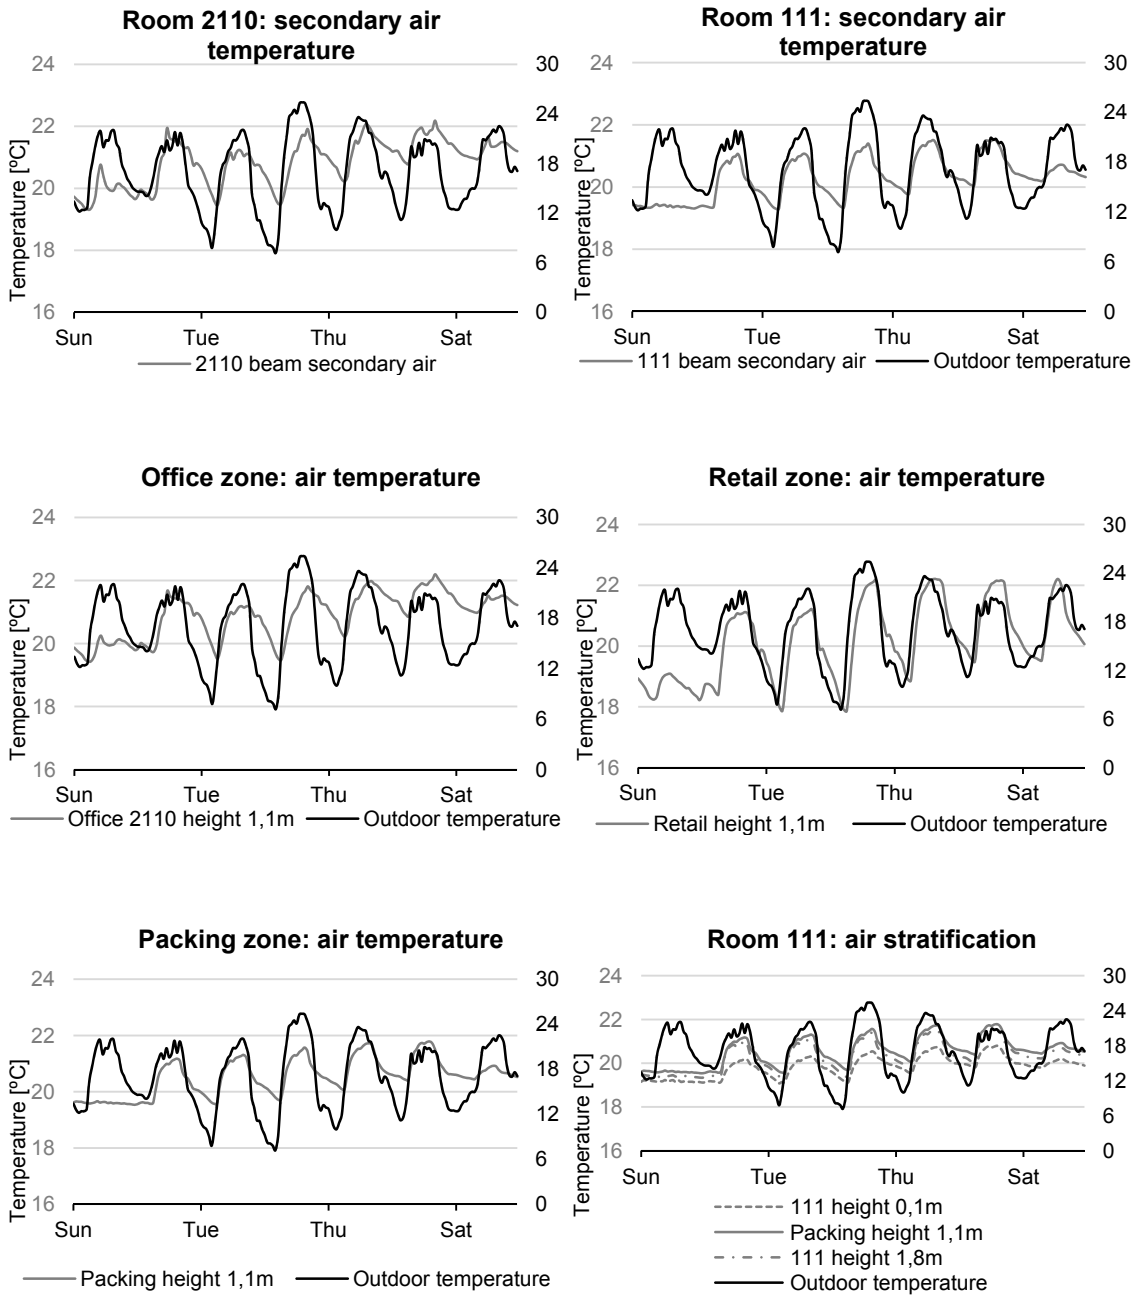 Room 2110: secondary air
temperature
24
22
20
18
16
30
24
18
12
6
0
Temperature [ºC]
Sun Tue Thu Sat
2110 beam secondary air
Room 111: secondary air
temperature
24
22
20
18
16
30
24
18
12
6
0
Temperature [ºC]
Sun Tue Thu Sat
111 beam secondary air Outdoor temperature
Office zone: air temperature
24
22
20
18
16
30
24
18
12
6
0
Temperature [ºC]
Sun Tue Thu Sat
Office 2110 height 1,1m Outdoor temperature
Retail zone: air temperature
24
22
20
18
16
30
24
18
12
6
0
Temperature [ºC]
Sun Tue Thu Sat
Retail height 1,1m Outdoor temperature
Packing zone: air temperature
24
22
20
18
16
30
24
18
12
6
0
Temperature [ºC]
Sun Tue Thu Sat
Packing height 1,1m Outdoor temperature
Room 111: air stratification
24
22
20
18
16
30
24
18
12
6
0
Temperature [ºC]
Sun Tue Thu Sat
111 height 0,1m
Packing height 1,1m
111 height 1,8m
Outdoor temperature